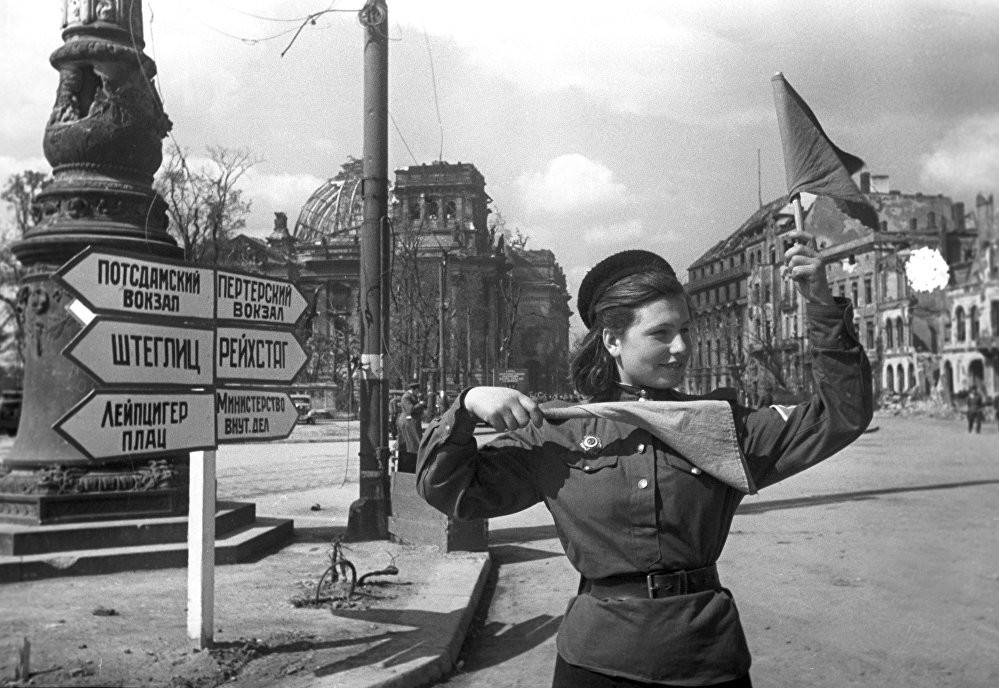 ПОТСДАМСКИЙ
ВОКЗАЛ
ПЕРТЕРСКИЙ
ВОКЗАЛ
ШТЕГЛИЦ
РЕЙХСТАГ
ЛЕЙПЦИГЕР
ПЛАЦ
МИНИСТЕРСТВО
ВНУТ. ДЕЛ